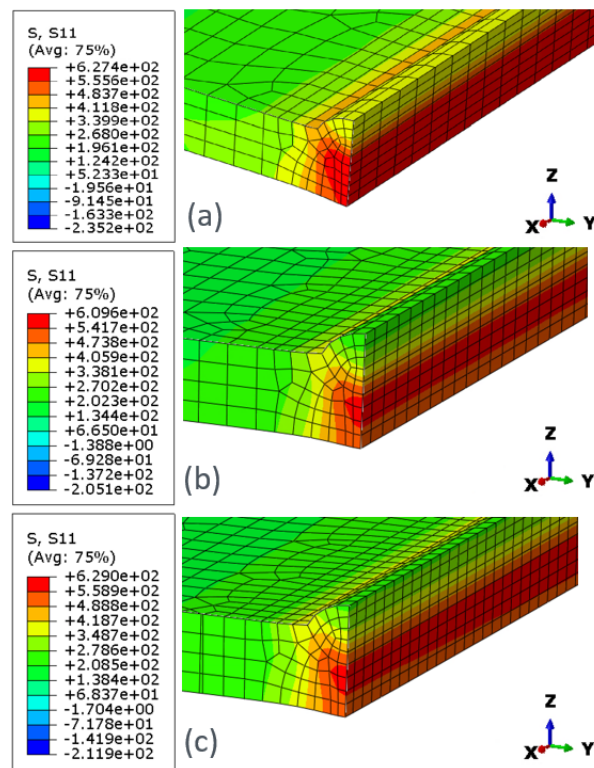 S, S11
(Avg: 75%)
+6.274e+02
+5.556e+02
+4.837e+02
+4.118e+02
+3.399e+02
+2.680e+02
+1.961e+02
+1.242e+02
+5.233e+01
-1.956e+01
-9.145e+01
-1.633e+02
-2.352e+02
(a)
Z
X
Y
S, S11
(Avg: 75%)
+6.096e+02
+5.417e+02
+4.738e+02
+4.059e+02
+3.381e+02
+2.702e+02
+2.023e+02
+1.344e+02
+6.650e+01
-1.388e+00
-6.928e+01
-1.372e+02
-2.051e+02
(b)
Z
X
Y
S, S11
(Avg: 75%)
+6.290e+02
+5.589e+02
+4.888e+02
+4.187e+02
+3.487e+02
+2.786e+02
+2.085e+02
+1.384e+02
+6.837e+01
-1.704e+00
-7.178e+01
-1.419e+02
-2.119e+02
(c)
Z
X
Y